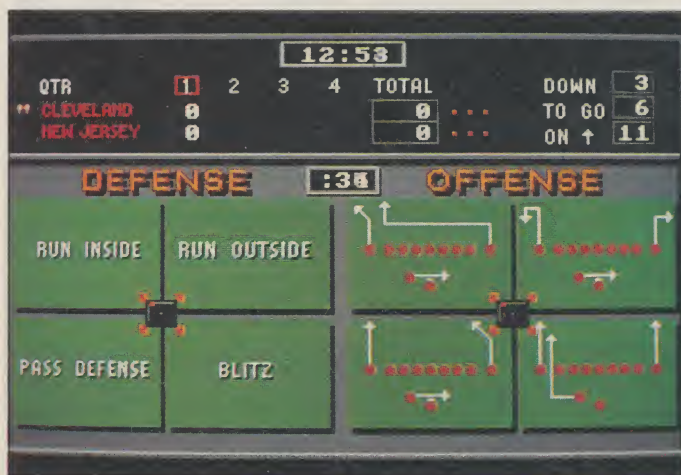 12:53
QTR 1 2 3 4 TOTAL DOWN 3
CLEVELAND 0 0 TO GO 6
NEW JERSEY 0 0 ON ↑ 11
DEFENSE OFFENSE
RUN INSIDE RUN OUTSIDE
PASS DEFENSE BLITZ